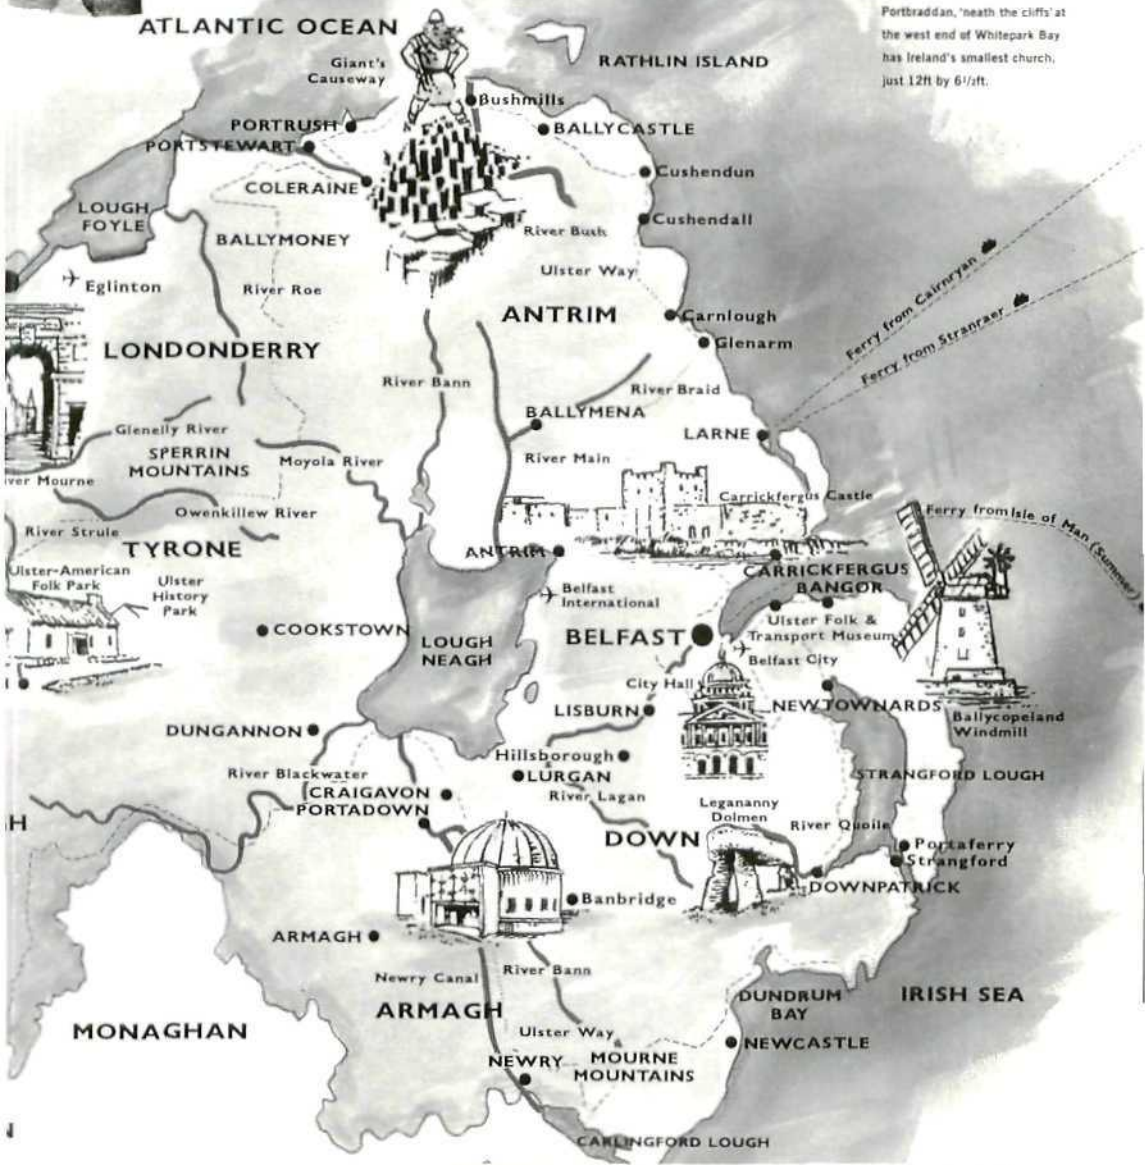 Portbraddan, 'neath the cliffs' at
the west end of Whitepark Bay
has Ireland's smallest church,
just 12ft by 6½ft.
ATLANTIC OCEAN
RATHLIN ISLAND
Giant's
Causeway
Bushmills
PORTRUSH
BALLYCASTLE
PORTSTEWART
Cushendun
COLERAINE
LOUGH
FOYLE
Cushendall
River Bush
BALLYMONEY
Ulster Way
Eglinton
River Roe
Ferry from Cairnryan
ANTRIM
Carnlough
Glenarm
Ferry from Stranraer
LONDONDERRY
River Bann
River Braid
BALLYMENA
Glenelly River
LARNE
SPERRIN
MOUNTAINS
Moyola River
River Main
ver Mourne
Carrickfergus Castle
Owenkillew River
Ferry from Isle of Man (Summer)
River Strule
TYRONE
ANTRIM
CARRICKFERGUS
Ulster-American
Folk Park
Ulster
History
Park
Belfast
International
BANGOR
Ulster Folk &
Transport Museum
COOKSTOWN
LOUGH
NEAGH
BELFAST
Belfast City
City Hall
NEWTOWNARDS
LISBURN
Ballycopeland
Windmill
DUNGANNON
Hillsborough
River Blackwater
LURGAN
STRANGFORD LOUGH
CRAIGAVON
River Lagan
PORTADOWN
Legananny
Dolmen
River Quoile
H
DOWN
Portaferry
Strangford
DOWNPATRICK
Banbridge
ARMAGH
Newry Canal
River Bann
DUNDRUM
BAY
IRISH SEA
ARMAGH
MONAGHAN
Ulster Way
NEWCASTLE
NEWRY
MOURNE
MOUNTAINS
CARLINGFORD LOUGH